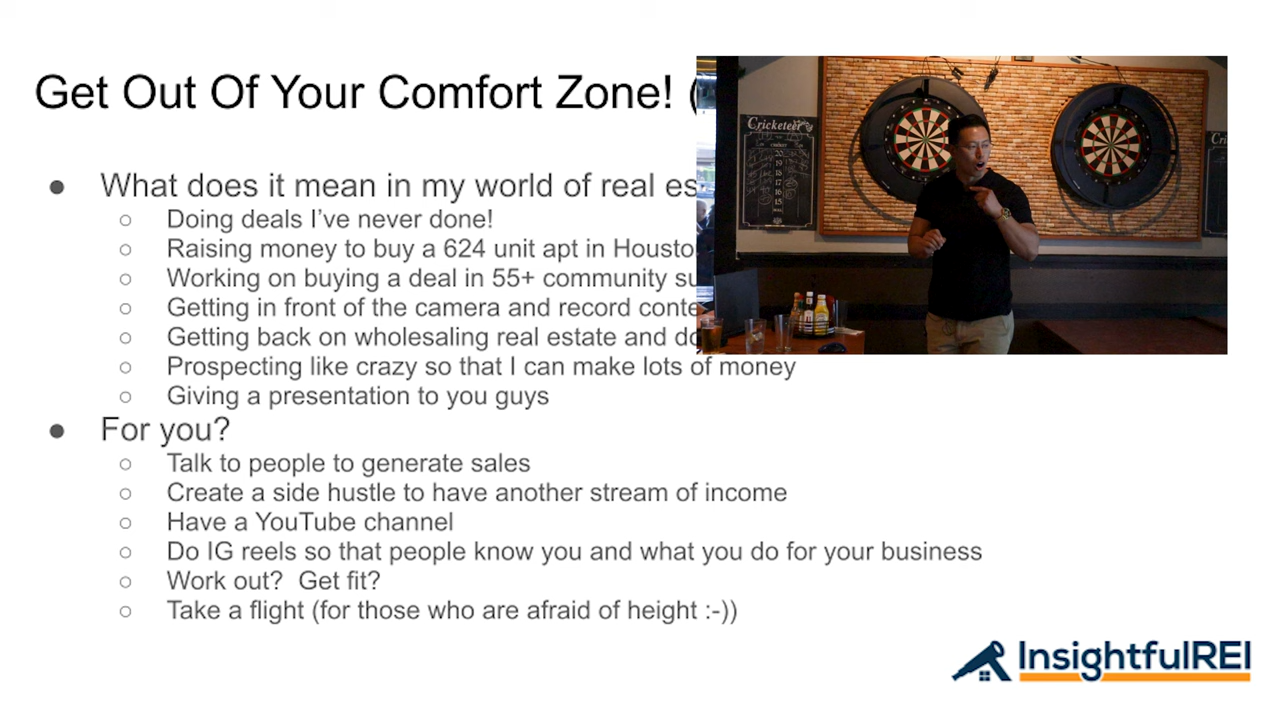 Get Out Of Your Comfort Zone! (
What does it mean in my world of real es
Doing deals I’ve never done!
Raising money to buy a 624 unit apt in Housto
Working on buying a deal in 55+ community su
Getting in front of the camera and record conte
Getting back on wholesaling real estate and do
Prospecting like crazy so that I can make lots of money
Giving a presentation to you guys
For you?
Talk to people to generate sales
Create a side hustle to have another stream of income
Have a YouTube channel
Do IG reels so that people know you and what you do for your business
Work out?  Get fit?
Take a flight (for those who are afraid of height :-))
Cricketeer
20
19
18
17
16
15
InsightfulREI